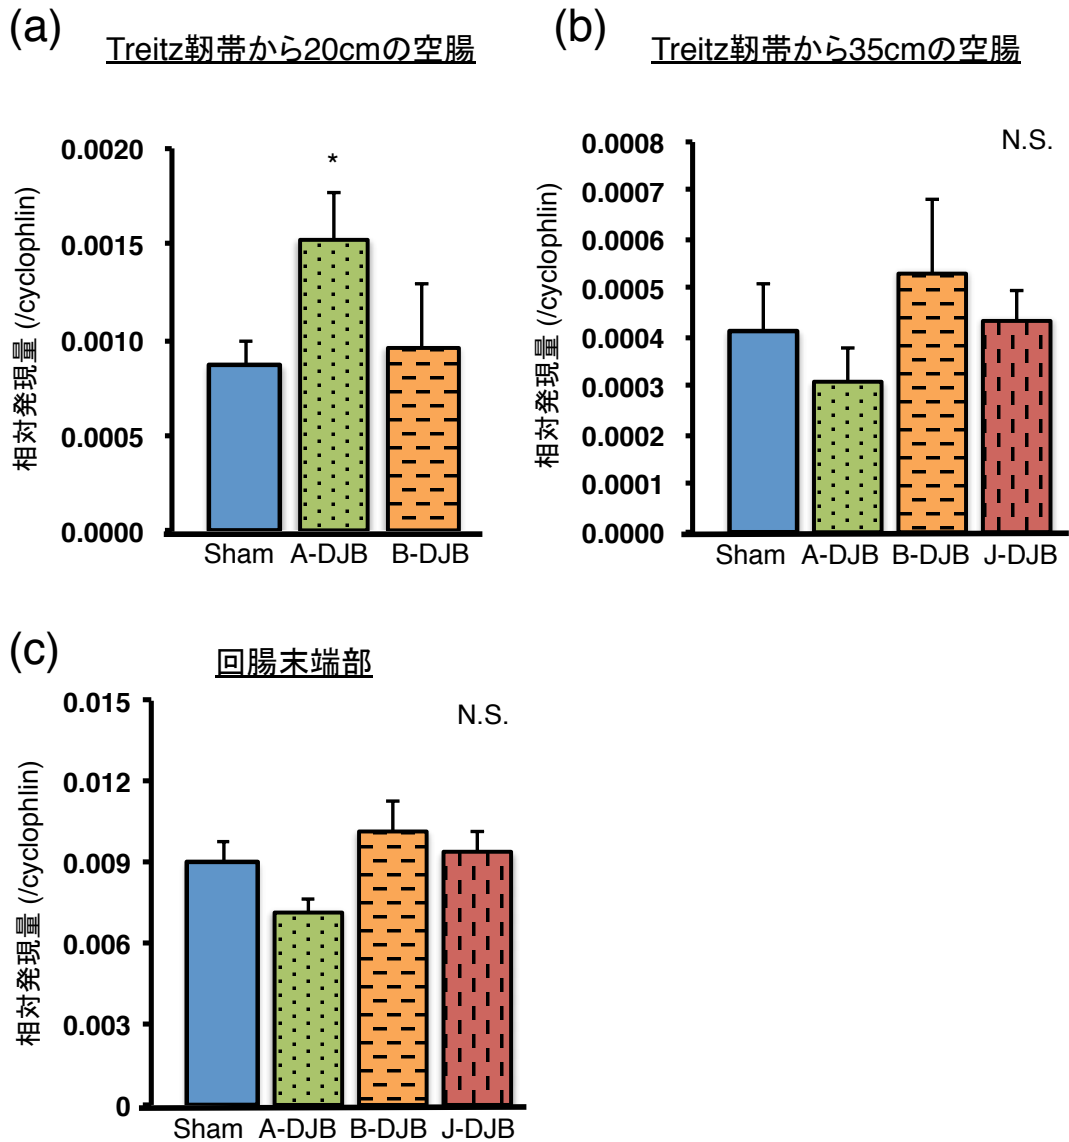 (a)
Treitz靭帯から20cmの空腸
相対発現量 (/cyclophlin)
0.0020
0.0015
0.0010
0.0005
0.0000
*
Sham A-DJB B-DJB
(b)
Treitz靭帯から35cmの空腸
相対発現量 (/cyclophlin)
N.S.
0.0008
0.0007
0.0006
0.0005
0.0004
0.0003
0.0002
0.0001
0.0000
Sham A-DJB B-DJB J-DJB
(c)
回腸末端部
相対発現量 (/cyclophlin)
N.S.
0.015
0.012
0.009
0.006
0.003
0
Sham A-DJB B-DJB J-DJB